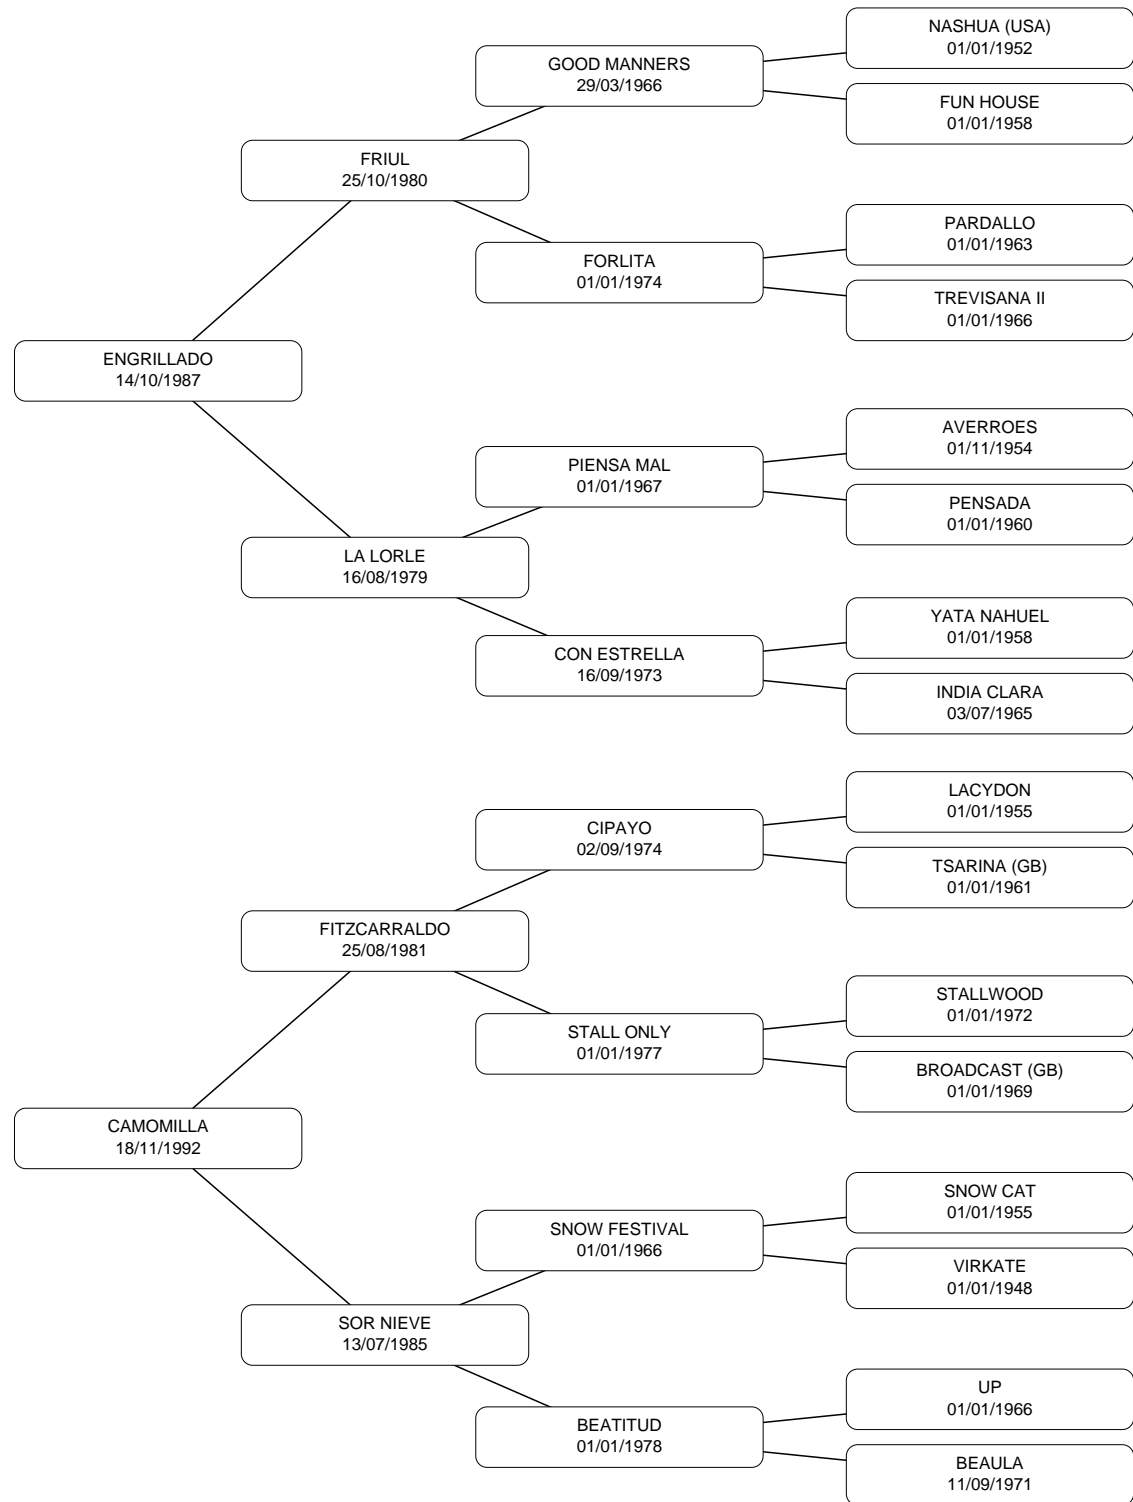 NASHUA (USA)
01/01/1952
GOOD MANNERS
29/03/1966
FUN HOUSE
01/01/1958
FRIUL
25/10/1980
PARDALLO
01/01/1963
FORLITA
01/01/1974
TREVISANA II
01/01/1966
ENGRILLADO
14/10/1987
AVERROES
01/11/1954
PIENSA MAL
01/01/1967
PENSADA
01/01/1960
LA LORLE
16/08/1979
YATA NAHUEL
01/01/1958
CON ESTRELLA
16/09/1973
INDIA CLARA
03/07/1965
LACYDON
01/01/1955
CIPAYO
02/09/1974
TSARINA (GB)
01/01/1961
FITZCARRALDO
25/08/1981
STALLWOOD
01/01/1972
STALL ONLY
01/01/1977
BROADCAST (GB)
01/01/1969
CAMOMILLA
18/11/1992
SNOW CAT
01/01/1955
SNOW FESTIVAL
01/01/1966
VIRKATE
01/01/1948
SOR NIEVE
13/07/1985
UP
01/01/1966
BEATITUD
01/01/1978
BEAULA
11/09/1971